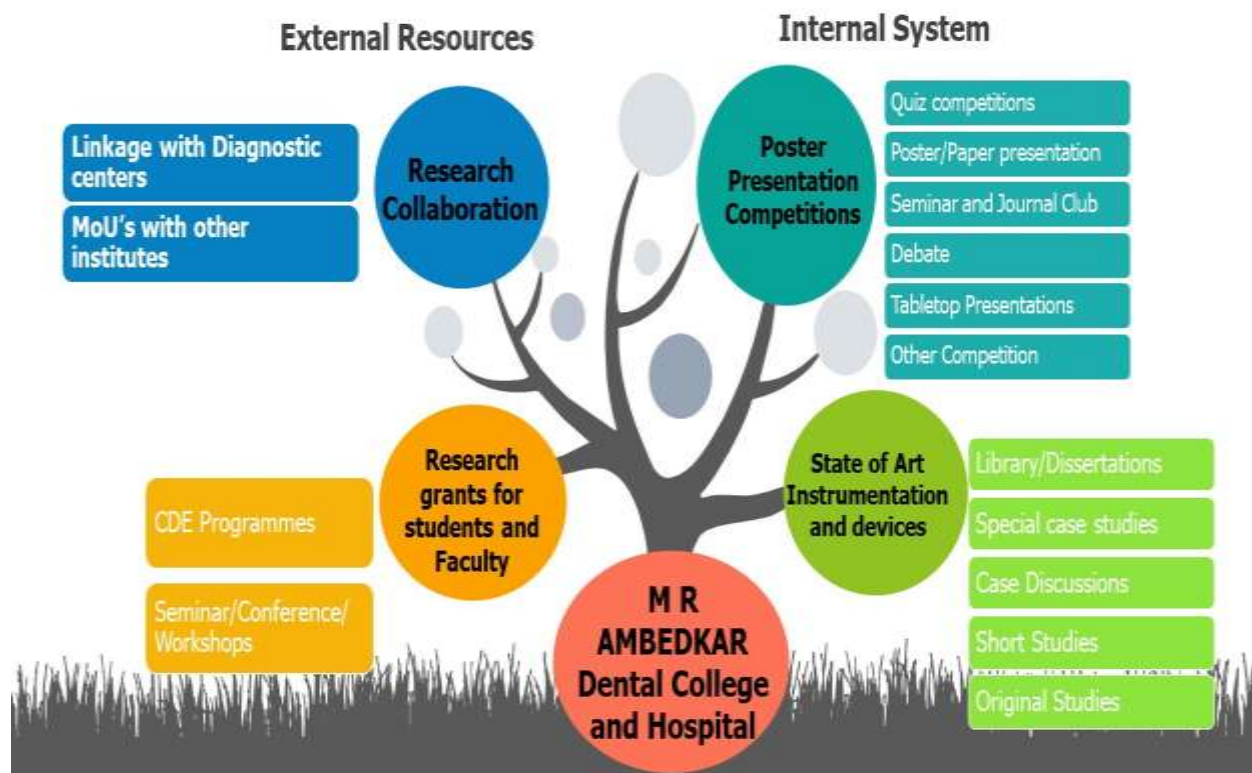 External Resources
Internal System
Linkage with Diagnostic
centers
MoU's with other
institutes
Research
Collaboration
Poster
Presentation
Competitions
Quiz competitions
Poster/Paper presentation
Seminar and Journal Club
Debate
Tabletop Presentations
Other Competition
CDE Programmes
Seminar/Conference/
Workshops
Research
grants for
students and
Faculty
State of Art
Instrumentation
and devices
Library/Dissertations
Special case studies
Case Discussions
Short Studies
Original Studies
M R
AMBEDKAR
Dental College
and Hospital